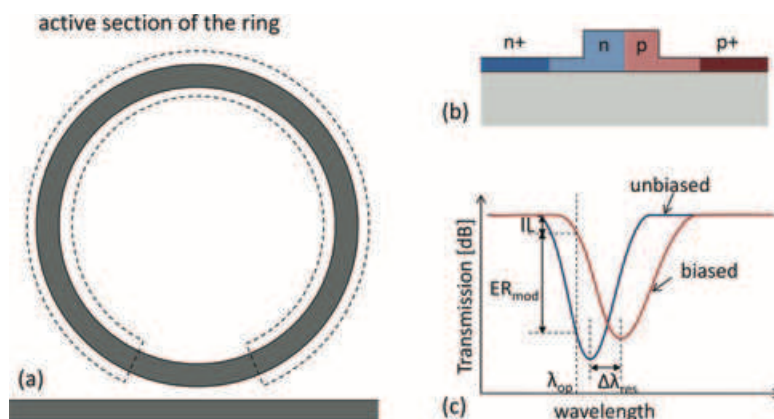 active section of the ring
(a)
n+ n p p+
(b)
Transmission [dB]
IL
ER_mod
unbiased
biased
λ_op Δλ_res
wavelength
(c)